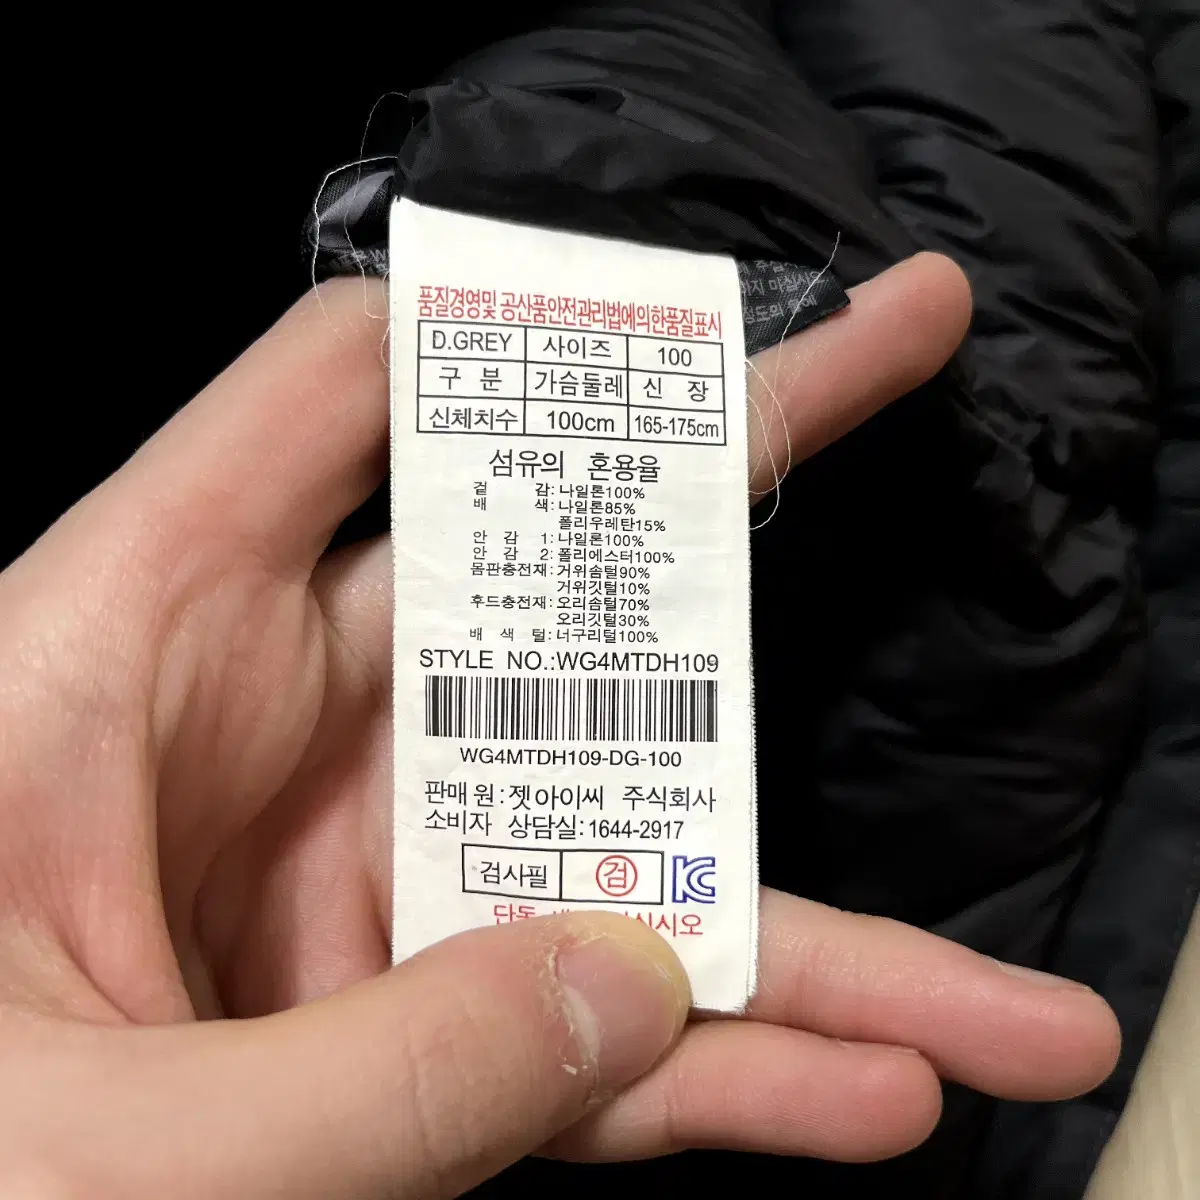 품질경영및 공산품안전관리법에의한품질표시
D.GREY 사이즈 100
구 분 가슴둘레 신 장
신체치수 100cm 165-175cm
섬유의 혼용율
겉 감: 나일론100%
배 색: 나일론85%
폴리우레탄15%
안 감 1: 나일론100%
안 감 2: 폴리에스터100%
몸판충전재: 거위솜털90%
거위깃털10%
후드충전재: 오리솜털70%
오리깃털30%
배 색 털: 너구리털100%
STYLE NO.:WG4MTDH109
WG4MTDH109-DG-100
판매원: 젯아이씨 주식회사
소비자 상담실: 1644-2917
검사필 검 KC